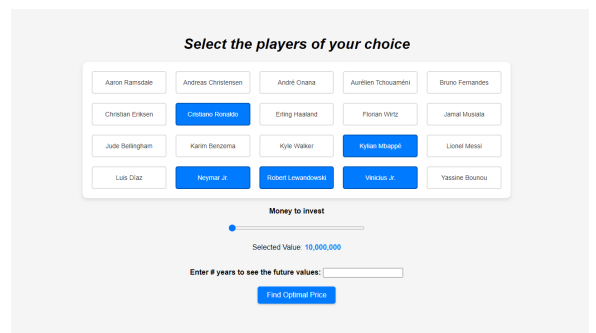 Select the players of your choice
Aaron Ramsdale Andreas Christensen André Onana Aurélien Tchouaméni Bruno Fernandes
Christian Eriksen Cristiano Ronaldo Erling Haaland Florian Wirtz Jamal Musiala
Jude Bellingham Karim Benzema Kyle Walker Kylian Mbappé Lionel Messi
Luis Díaz Neymar Jr. Robert Lewandowski Vinicius Jr. Yassine Bounou
Money to invest
Selected Value: 10,000,000
Enter # years to see the future values:
Find Optimal Price